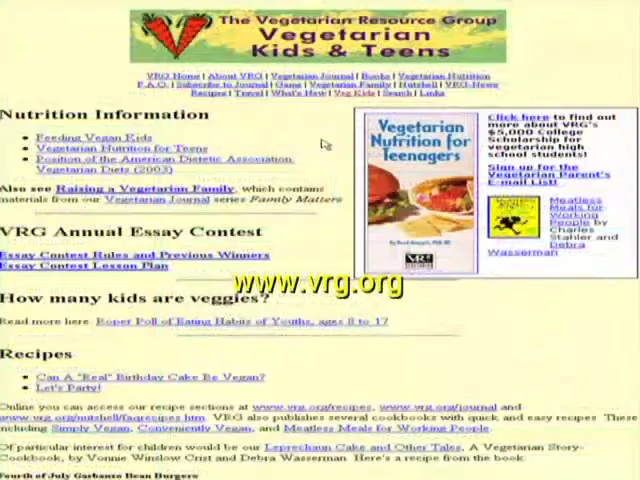 The Vegetarian Resource Group
Vegetarian
Kids & Teens
VRG Home | About VRG | Vegetarian Journal | Books | Vegetarian Nutrition
F.A.Q. | Subscribe to Journal | Game | Vegetarian Family | Nutshell | VRG-News
Recipes | Travel | What's New | Veg Kids | Search | Links
Nutrition Information
Feeding Vegan Kids
Vegetarian Nutrition for Teens
Position of the American Dietetic Association:
Vegetarian Diets (2003)
Also see Raising a Vegetarian Family, which contains
materials from our Vegetarian Journal series Family Matters
Vegetarian
Nutrition for
Teenagers
Click here to find out
more about VRG's
$5,000 College
Scholarship for
vegetarian high
school students!
Sign up for the
Vegetarian Parent's
E-mail List!
Meatless
Meals for
Working
People by
Charles
Stahler and
Debra
Wasserman
VRG Annual Essay Contest
Essay Contest Rules and Previous Winners
Essay Contest Lesson Plan
www.vrg.org
How many kids are veggies?
Read more here: Roper Poll of Eating Habits of Youths, ages 8 to 17
Recipes
Can A "Real" Birthday Cake Be Vegan?
Let's Party!
Online you can access our recipe sections at www.vrg.org/recipes, www.vrg.org/journal and
www.vrg.org/nutshell/faqrecipes.htm. VRG also publishes several cookbooks with quick and easy recipes. These
including Simply Vegan, Conveniently Vegan, and Meatless Meals for Working People.
Of particular interest for children would be our Leprechaun Cake and Other Tales, A Vegetarian Story-
Cookbook, by Vonnie Winslow Crist and Debra Wasserman. Here's a recipe from the book:
Fourth of July Garbanzo Bean Burgers